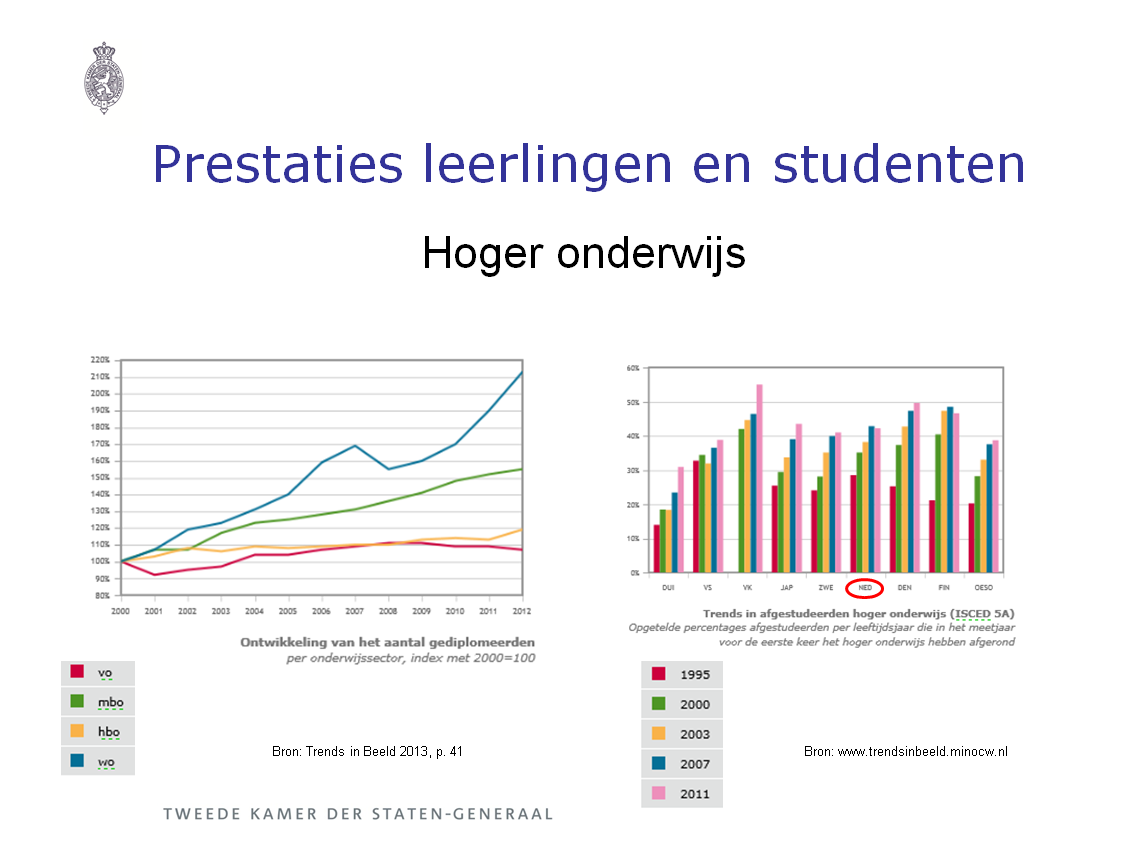 Prestaties leerlingen en studenten
Hoger onderwijs
220%
210%
200%
190%
180%
170%
160%
150%
140%
130%
120%
110%
100%
90%
80%
2000 2001 2002 2003 2004 2005 2006 2007 2008 2009 2010 2011 2012
Ontwikkeling van het aantal gediplomeerden
per onderwijssector, index met 2000=100
vo
mbo
hbo
wo
Bron: Trends in Beeld 2013, p. 41
60%
50%
40%
30%
20%
10%
0%
DUI VS VK JAP ZWE NED DEN FIN OESO
Trends in afgestudeerden hoger onderwijs (ISCED 5A)
Opgetelde percentages afgestudeerden per leeftijdsjaar die in het meetjaar
voor de eerste keer het hoger onderwijs hebben afgerond
1995
2000
2003
2007
2011
Bron: www.trendsinbeeld.minocw.nl
TWEEDE KAMER DER STATEN-GENERAAL